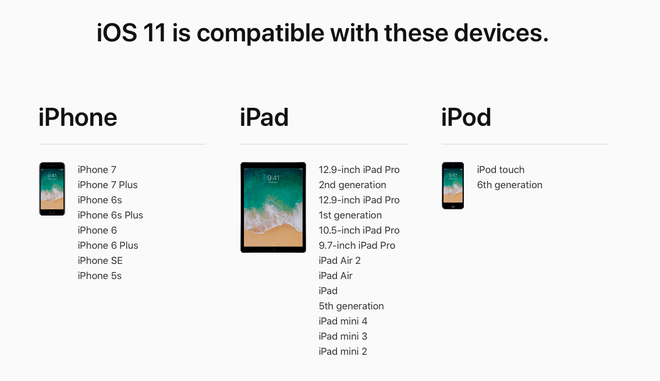 iOS 11 is compatible with these devices.
iPhone
iPhone 7
iPhone 7 Plus
iPhone 6s
iPhone 6s Plus
iPhone 6
iPhone 6 Plus
iPhone SE
iPhone 5s
iPad
9:41
12.9-inch iPad Pro
2nd generation
12.9-inch iPad Pro
1st generation
10.5-inch iPad Pro
9.7-inch iPad Pro
iPad Air 2
iPad Air
iPad
5th generation
iPad mini 4
iPad mini 3
iPad mini 2
iPod
iPod touch
6th generation